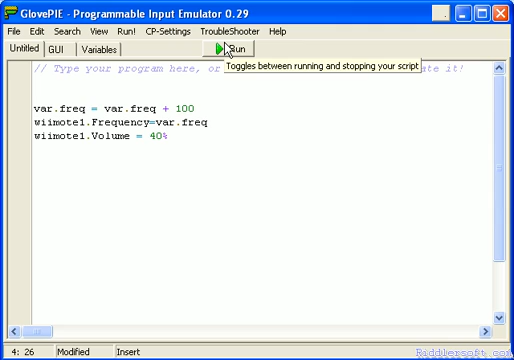 GlovePIE - Programmable Input Emulator 0.29
File Edit Search View Run! CP-Settings TroubleShooter Help
Untitled GUI Variables Run
// Type your program here, or ate it!
Toggles between running and stopping your script
var.freq = var.freq + 100
wiimote1.Frequency=var.freq
wiimote1.Volume = 40%
4: 26 Modified Insert
Riddlersoft.com